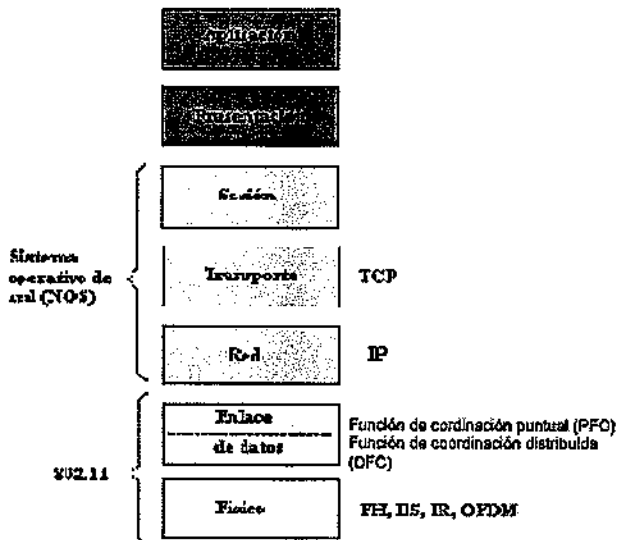 Aplicación
Presentación
Sesión
Sistema
operativo de
red (NOS)
Transporte
TCP
Red
IP
Enlace
de datos
Función de cordinación puntual (PFC)
Función de coordinación distribuida
(DFC)
802.11
Físico
FH, DS, IR, OFDM